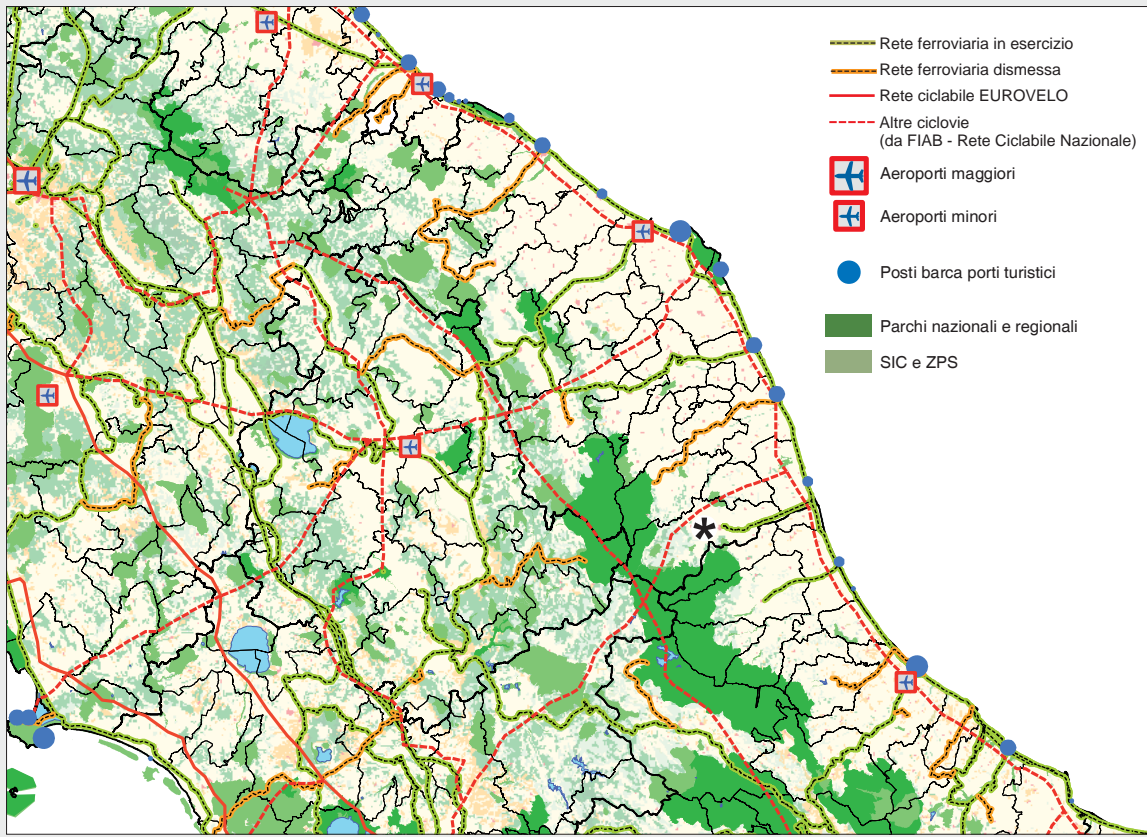 Rete ferroviaria in esercizio
Rete ferroviaria dismessa
Rete ciclabile EUROVELO
Altre ciclovie
(da FIAB - Rete Ciclabile Nazionale)
Aeroporti maggiori
Aeroporti minori
Posti barca porti turistici
Parchi nazionali e regionali
SIC e ZPS
*